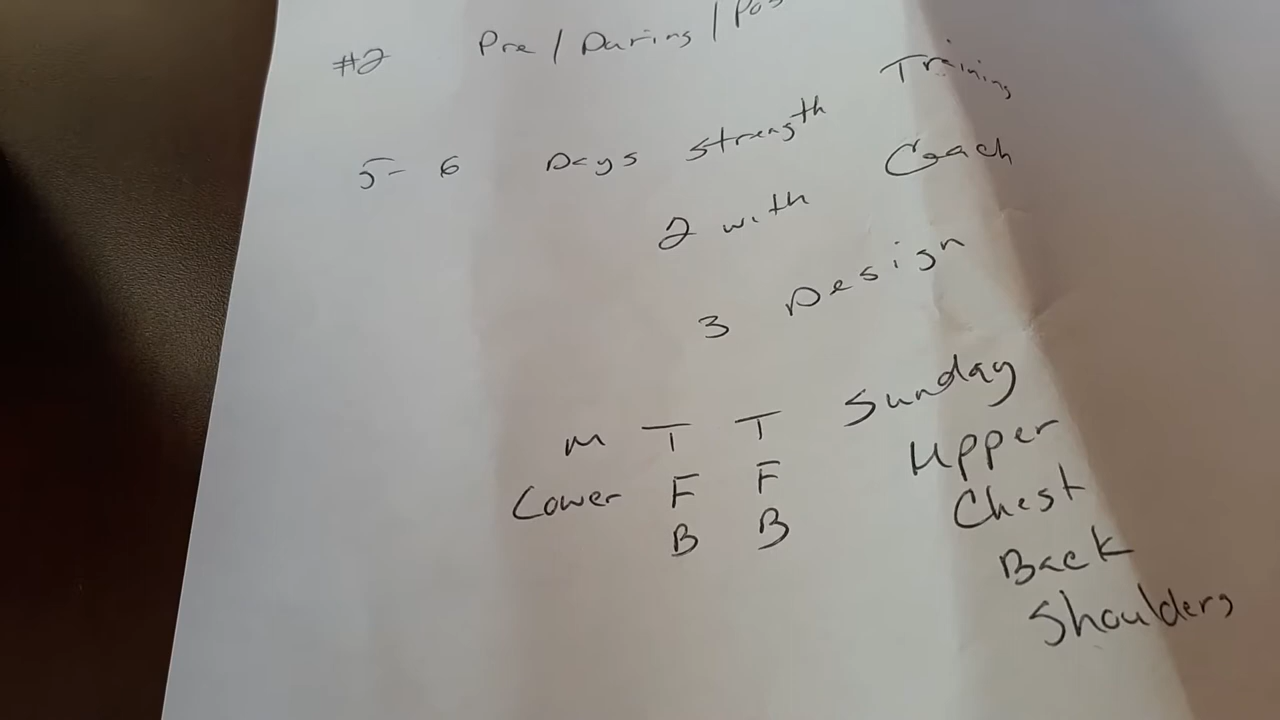 #2 Pre / During / Pos
5-6 Days strength Training
2 with Coach
3 Design
M T T Sunday
Lower F F Upper
B B Chest
Back
Shoulders